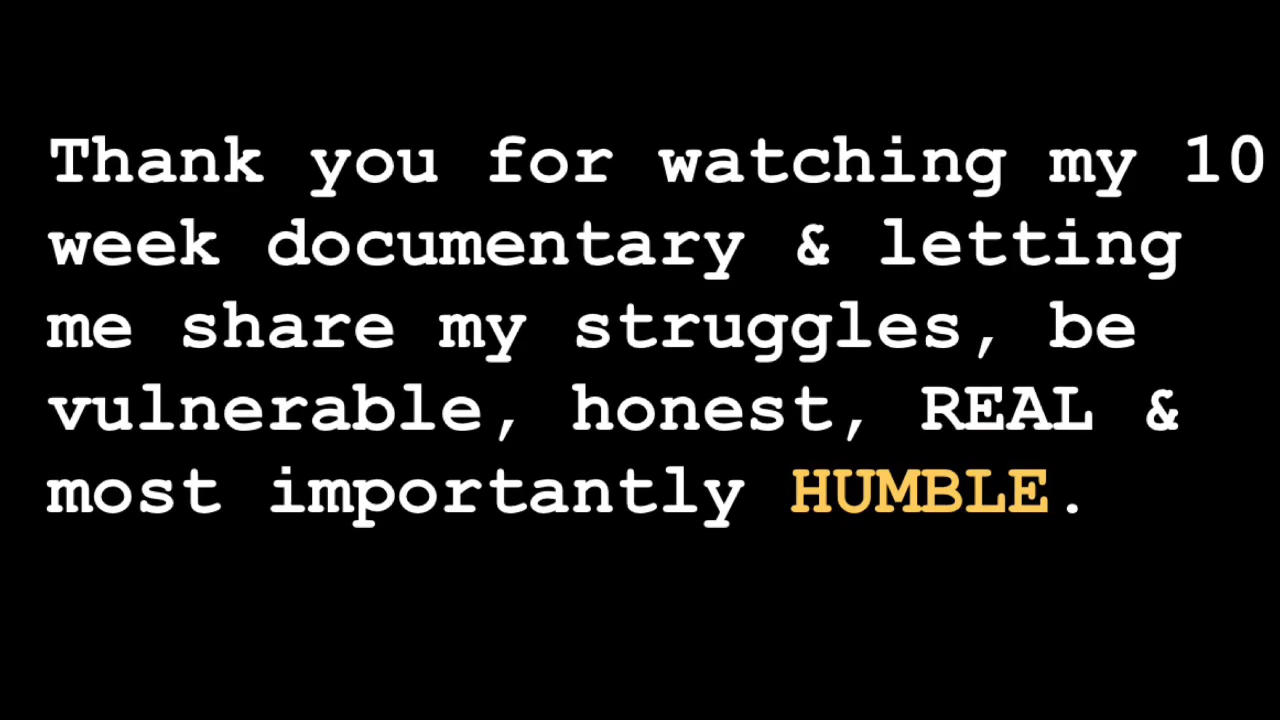 Thank you for watching my 10
week documentary & letting
me share my struggles, be
vulnerable, honest, REAL &
most importantly HUMBLE.